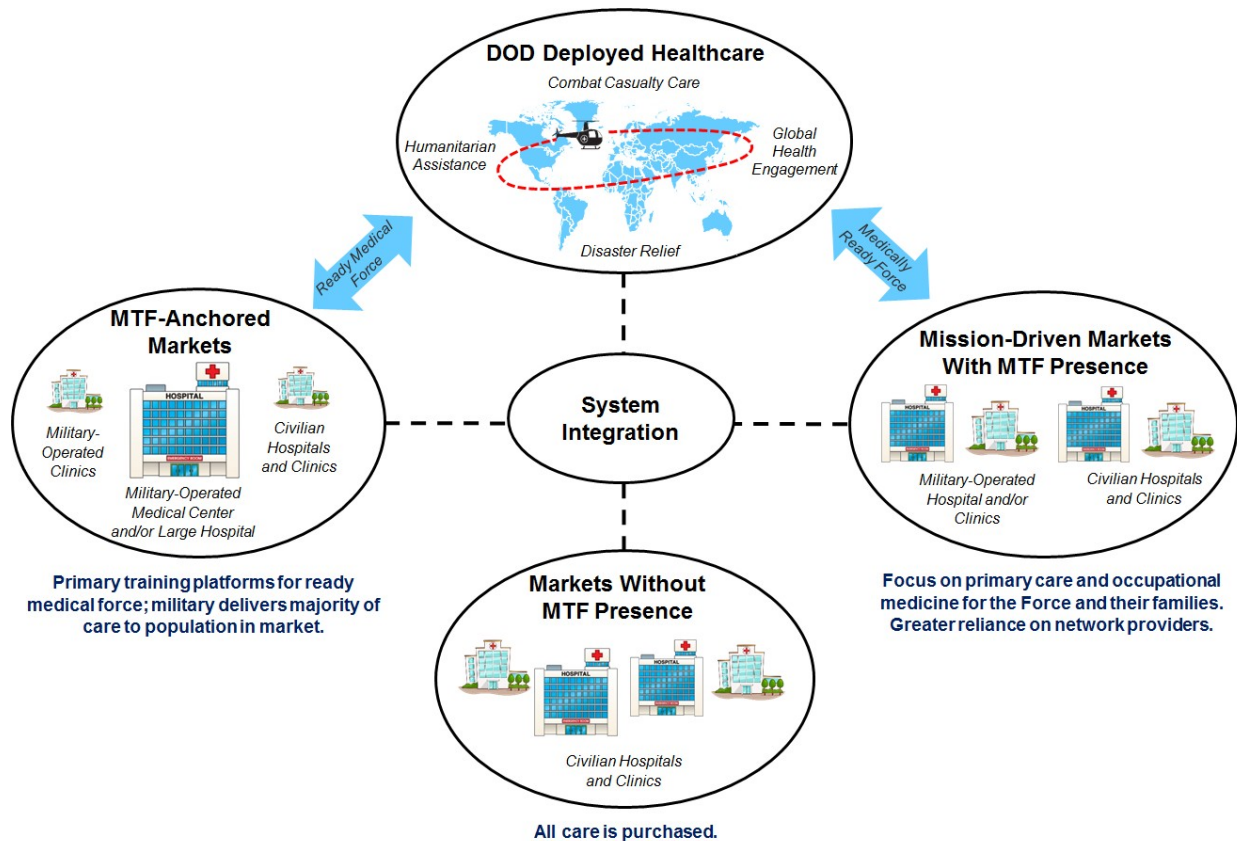 DOD Deployed Healthcare
Combat Casualty Care
Humanitarian
Assistance
Global
Health
Engagement
Disaster Relief
Ready Medical
Force
Medically
Ready Force
MTF-Anchored
Markets
HOSPITAL
EMERGENCY ROOM
Military-
Operated
Clinics
Civilian
Hospitals
and Clinics
Military-Operated
Medical Center
and/or Large Hospital
Primary training platforms for ready
medical force; military delivers majority of
care to population in market.
System
Integration
Mission-Driven Markets
With MTF Presence
HOSPITAL
HOSPITAL
Military-Operated
Hospital and/or
Clinics
Civilian Hospitals
and Clinics
Focus on primary care and occupational
medicine for the Force and their families.
Greater reliance on network providers.
Markets Without
MTF Presence
HOSPITAL
HOSPITAL
Civilian Hospitals
and Clinics
All care is purchased.